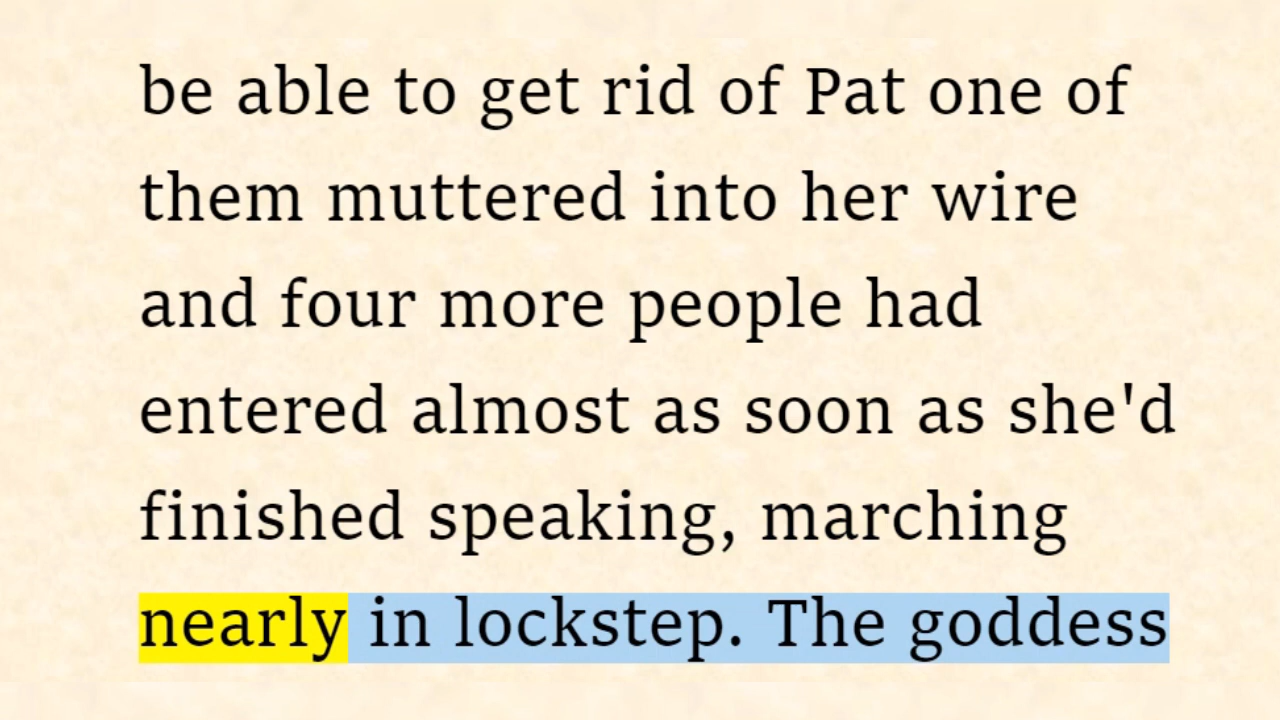 be able to get rid of Pat one of
them muttered into her wire
and four more people had
entered almost as soon as she'd
finished speaking, marching
nearly in lockstep. The goddess